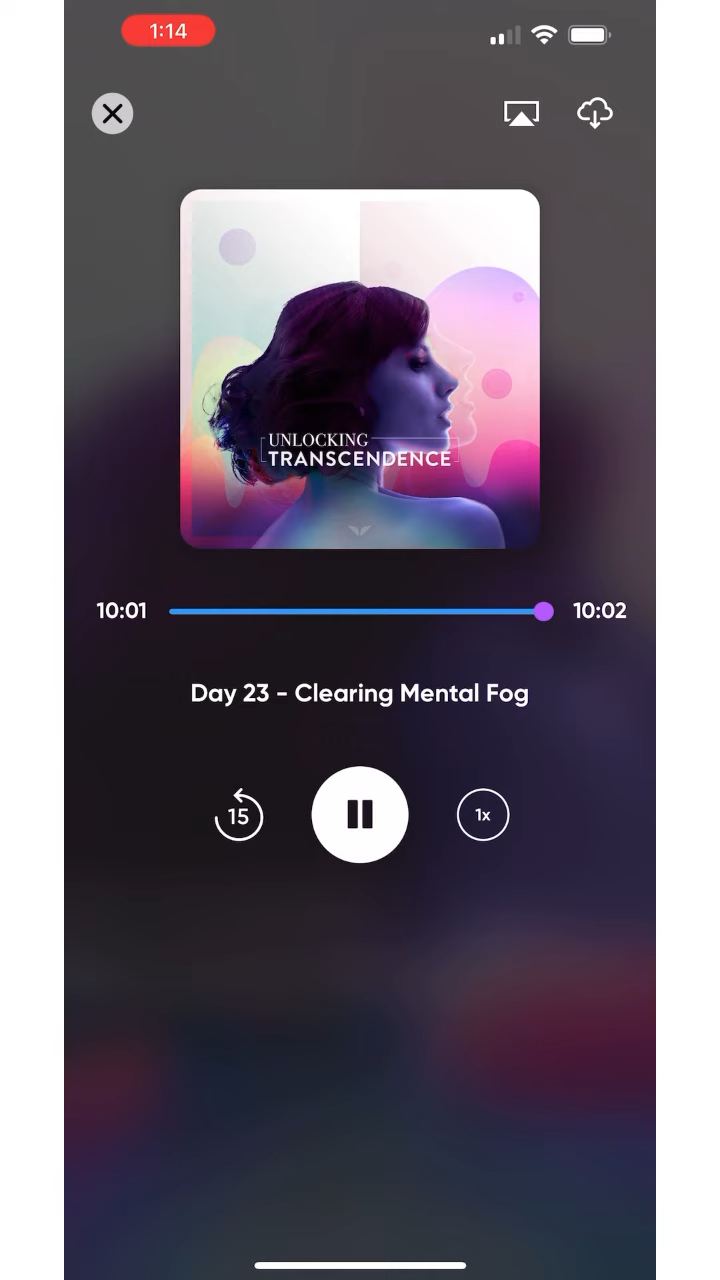 1:14
UNLOCKING
TRANSCENDENCE
10:01
10:02
Day 23 - Clearing Mental Fog
15
1x